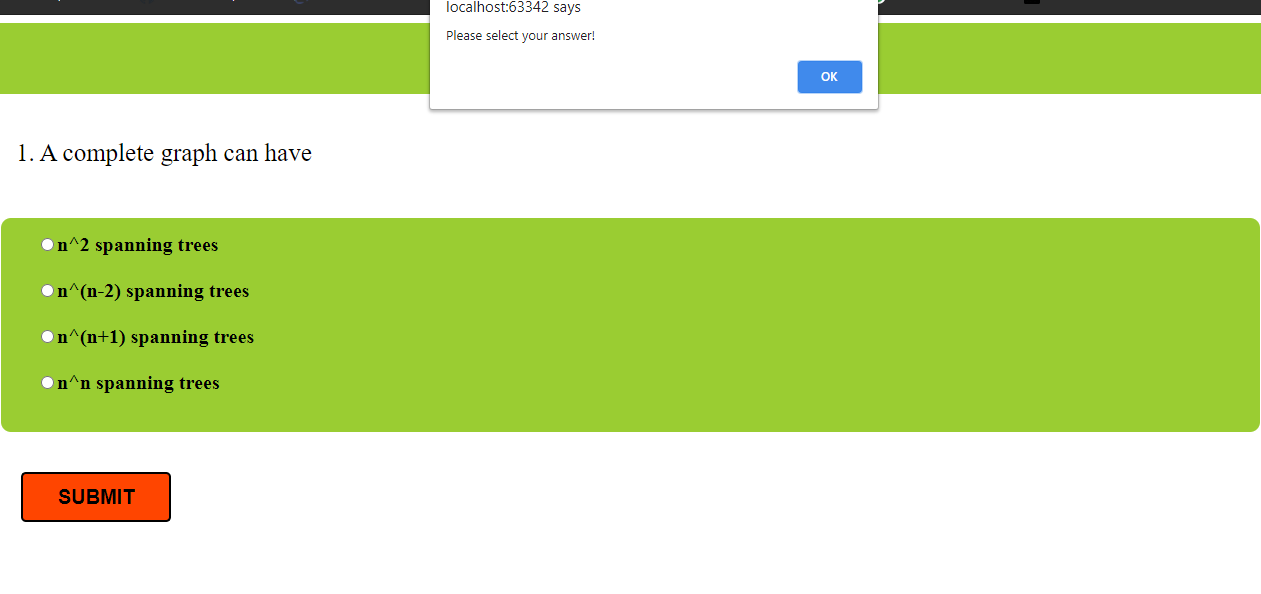 localhost:63342 says
Please select your answer!
OK
1. A complete graph can have
n^2 spanning trees
n^(n-2) spanning trees
n^(n+1) spanning trees
n^n spanning trees
SUBMIT